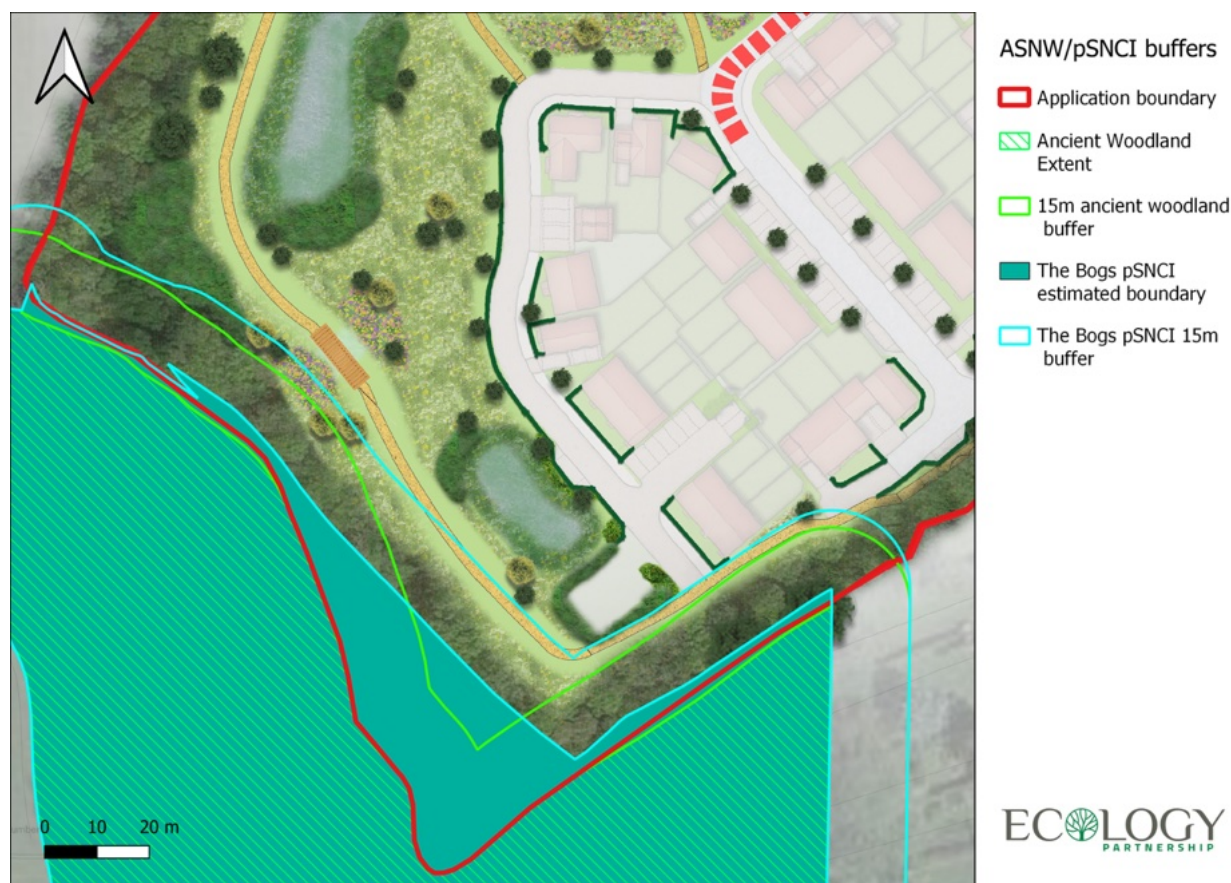 ASNW/pSNCI buffers
Application boundary
Ancient Woodland
Extent
15m ancient woodland
buffer
The Bogs pSNCI
estimated boundary
The Bogs pSNCI 15m
buffer
0 10 20 m
ECOLOGY
PARTNERSHIP